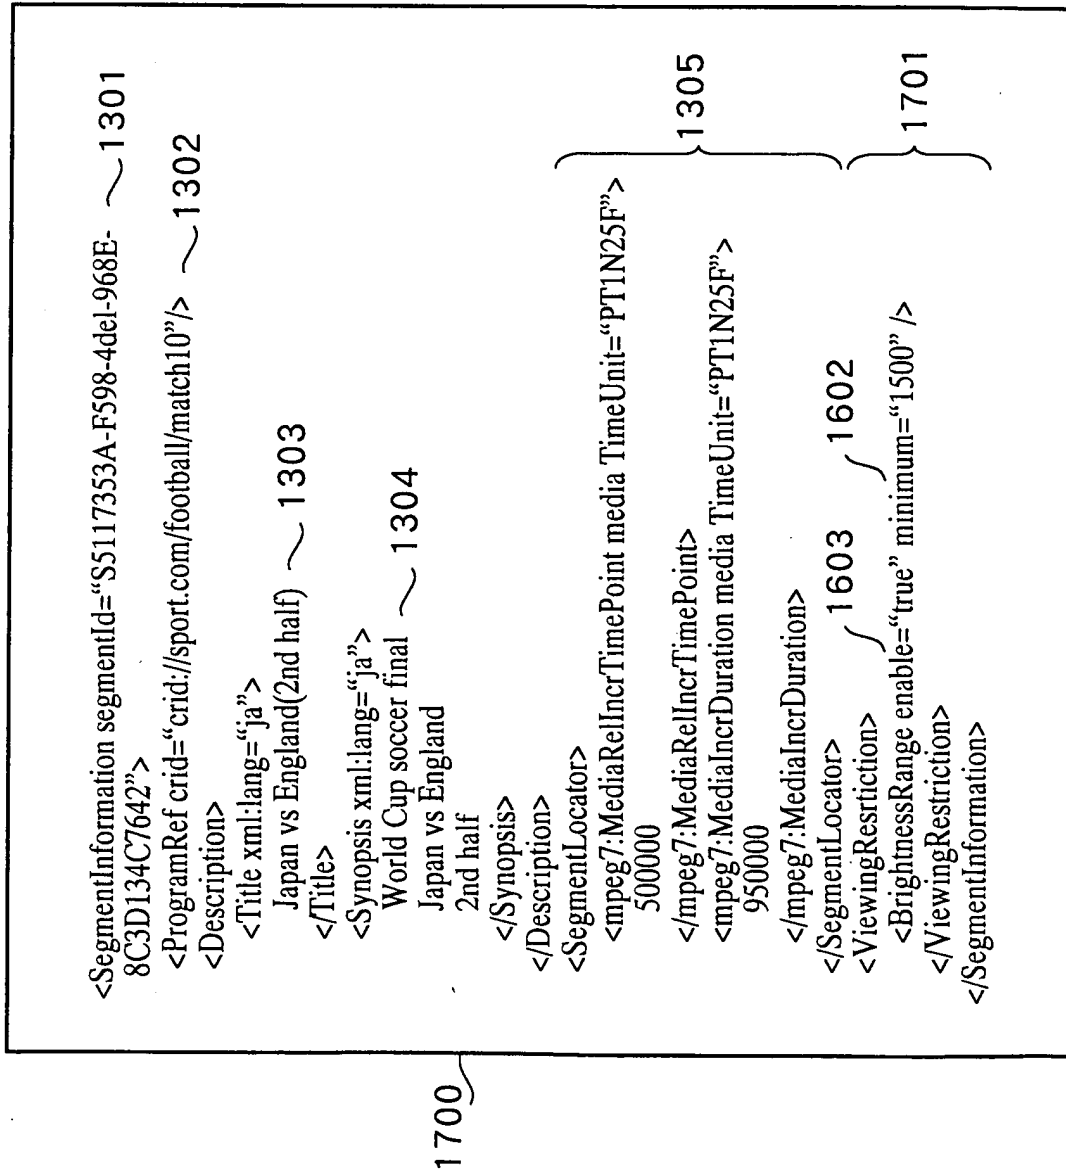 <SegmentInformation segmentId=“S5117353A-F598-4del-968E- 1301
8C3D134C7642”>
<ProgramRef crid=“crid://sport.com/football/match10”/> 1302
<Description>
<Title xml:lang=“ja”>
Japan vs England(2nd half) 1303
</Title>
<Synopsis xml:lang=“ja”>
World Cup soccer final 1304
Japan vs England
2nd half
</Synopsis>
</Description>
<SegmentLocator>
<mpeg7:MediaRelIncrTimePoint media TimeUnit=“PT1N25F”>
500000
</mpeg7:MediaRelIncrTimePoint> 1305
<mpeg7:MediaIncrDuration media TimeUnit=“PT1N25F”>
9500000
</mpeg7:MediaIncrDuration>
</SegmentLocator> 1603 1602
<ViewingResrtiction>
<BrightnessRange enable=“true” minimum=“1500” /> 1701
</ViewingRestriction>
</SegmentInformation>
1700